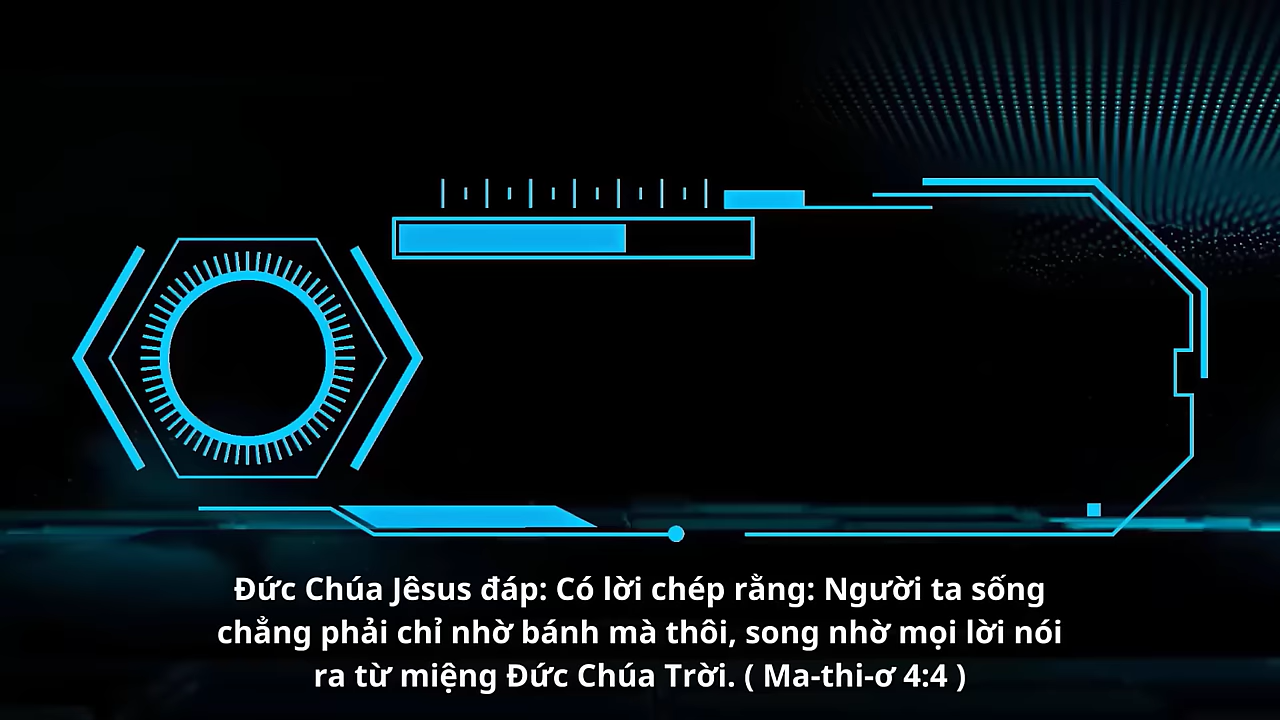 Đức Chúa Jêsus đáp: Có lời chép rằng: Người ta sống
chẳng phải chỉ nhờ bánh mà thôi, song nhờ mọi lời nói
ra từ miệng Đức Chúa Trời. ( Ma-thi-ơ 4:4 )